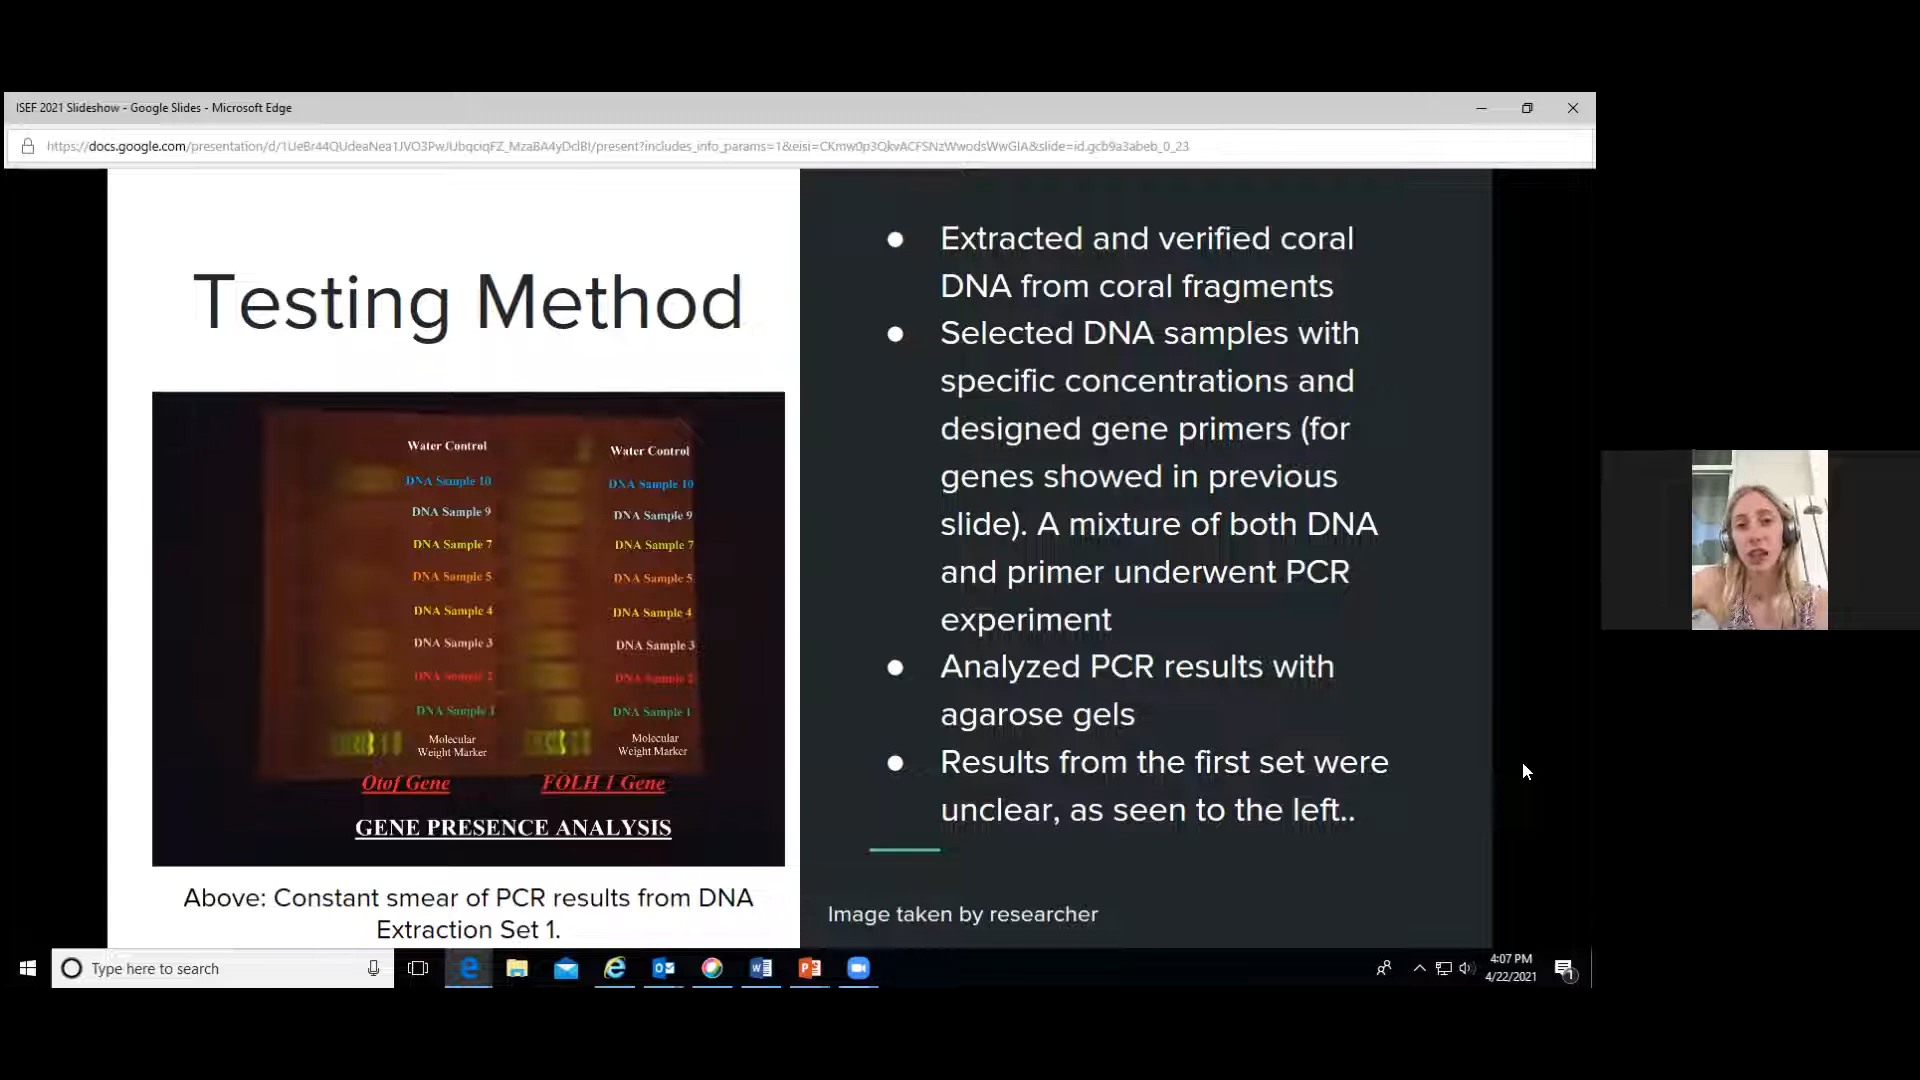 ISEF 2021 Slideshow - Google Slides - Microsoft Edge
Testing Method
Water Control
DNA Sample 10
DNA Sample 9
DNA Sample 7
DNA Sample 5
DNA Sample 4
DNA Sample 3
DNA Sample 2
DNA Sample 1
Molecular
Weight Marker
Otof Gene
Water Control
DNA Sample 10
DNA Sample 9
DNA Sample 7
DNA Sample 5
DNA Sample 4
DNA Sample 3
DNA Sample 2
DNA Sample 1
Molecular
Weight Marker
FOLH 1 Gene
GENE PRESENCE ANALYSIS
Above: Constant smear of PCR results from DNA
Extraction Set 1.
● Extracted and verified coral
DNA from coral fragments
● Selected DNA samples with
specific concentrations and
designed gene primers (for
genes showed in previous
slide). A mixture of both DNA
and primer underwent PCR
experiment
● Analyzed PCR results with
agarose gels
● Results from the first set were
unclear, as seen to the left..
Image taken by researcher
Type here to search
4:07 PM
4/22/2021
1